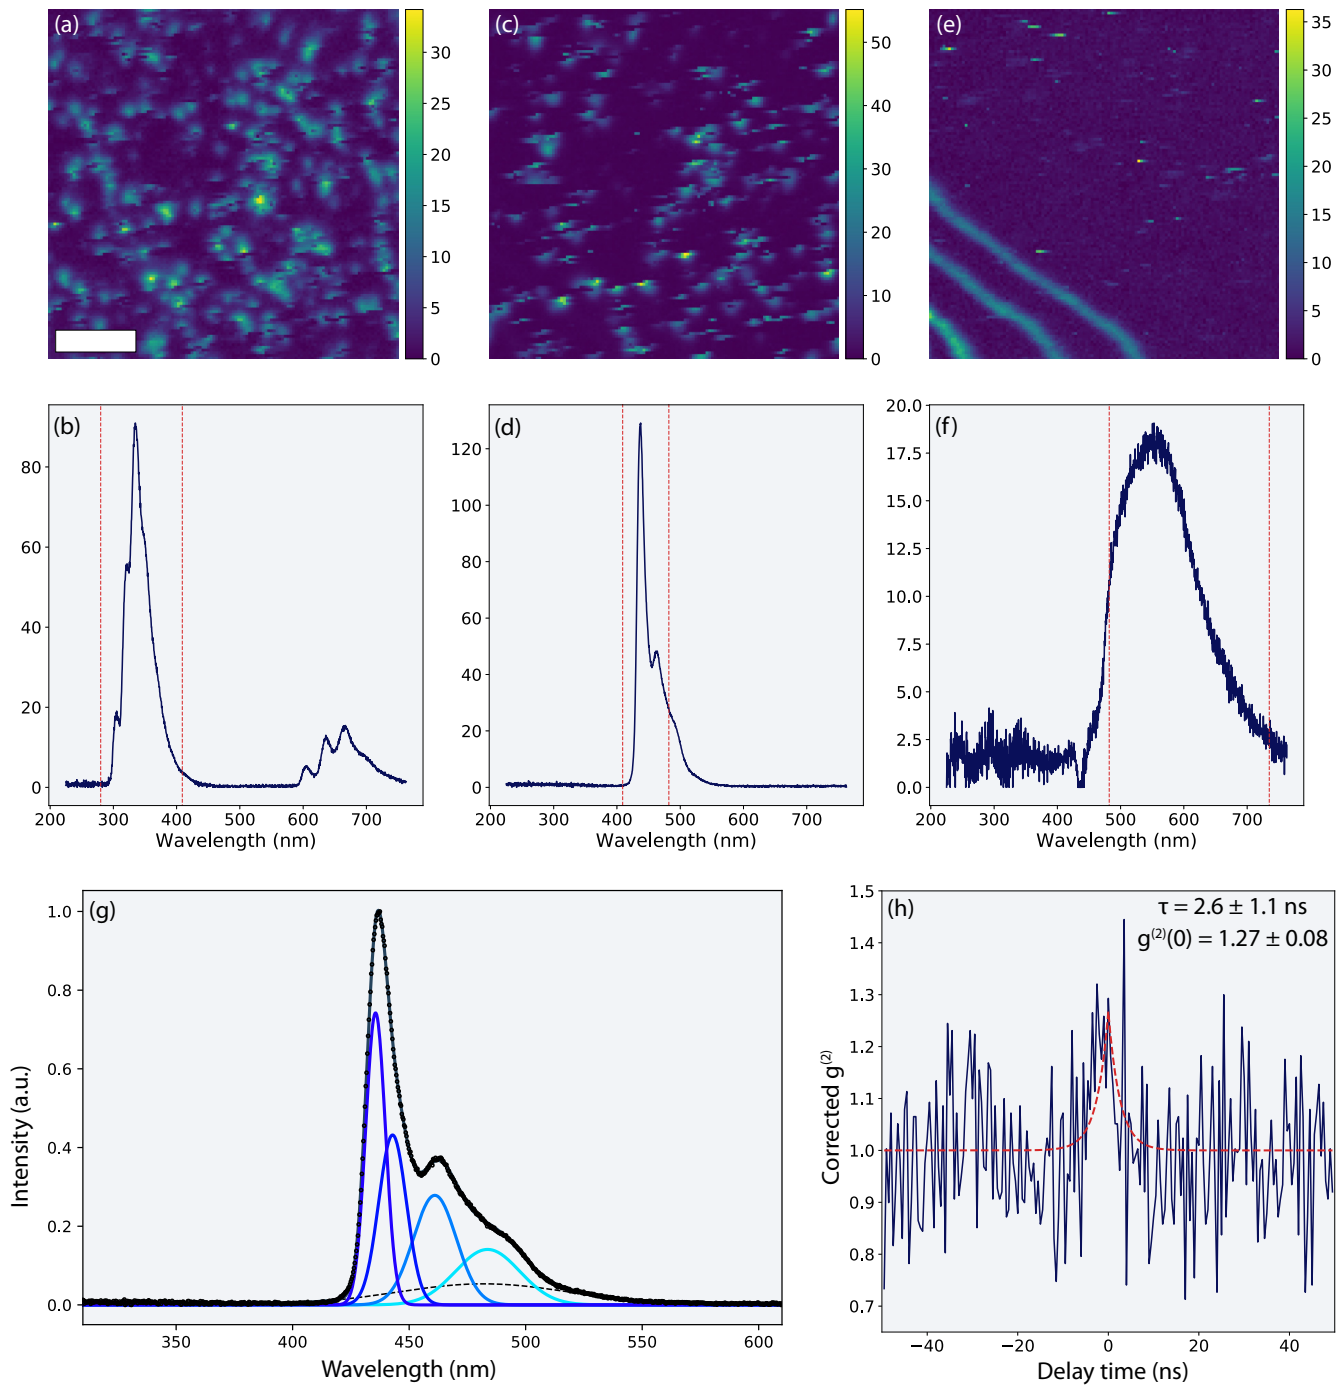 (a)
30
25
20
15
10
5
0
(c)
50
40
30
20
10
0
(e)
35
30
25
20
15
10
5
0
(b)
80
60
40
20
0
200 300 400 500 600 700
Wavelength (nm)
(d)
120
100
80
60
40
20
0
200 300 400 500 600 700
Wavelength (nm)
(f)
20.0
17.5
15.0
12.5
10.0
7.5
5.0
2.5
0.0
200 300 400 500 600 700
Wavelength (nm)
(g)
1.0
0.8
0.6
0.4
0.2
0.0
Intensity (a.u.)
350 400 450 500 550 600
Wavelength (nm)
(h)
τ = 2.6 ± 1.1 ns
g⁽²⁾(0) = 1.27 ± 0.08
1.5
1.4
1.3
1.2
1.1
1.0
0.9
0.8
0.7
Corrected g⁽²⁾
−40 −20 0 20 40
Delay time (ns)